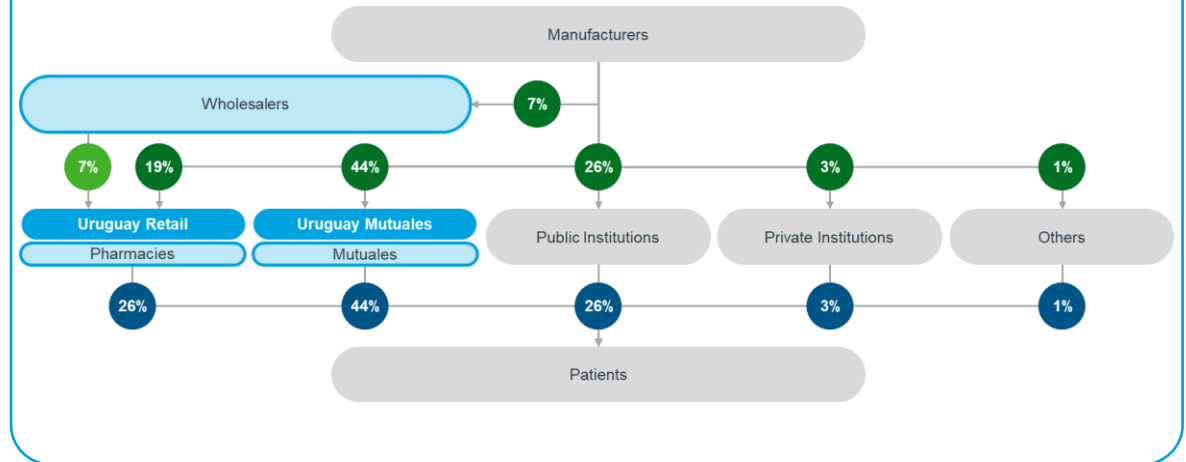 Manufacturers
Wholesalers
7%
7%
19%
44%
26%
3%
1%
Uruguay Retail
Pharmacies
Uruguay Mutuales
Mutuales
Public Institutions
Private Institutions
Others
26%
44%
26%
3%
1%
Patients